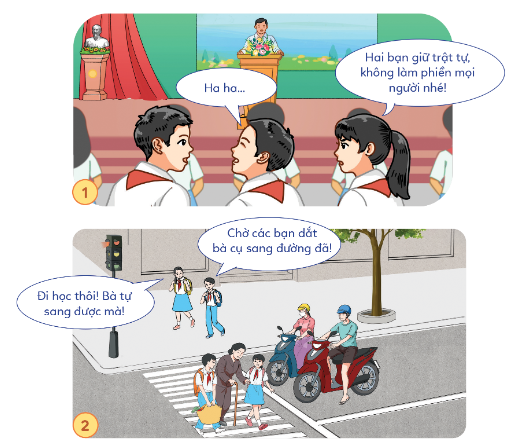 Hai bạn giữ trật tự,
không làm phiền mọi
người nhé!
Ha ha...
1
Chờ các bạn dắt
bà cụ sang đường đã!
Đi học thôi! Bà tự
sang dược mà!
2